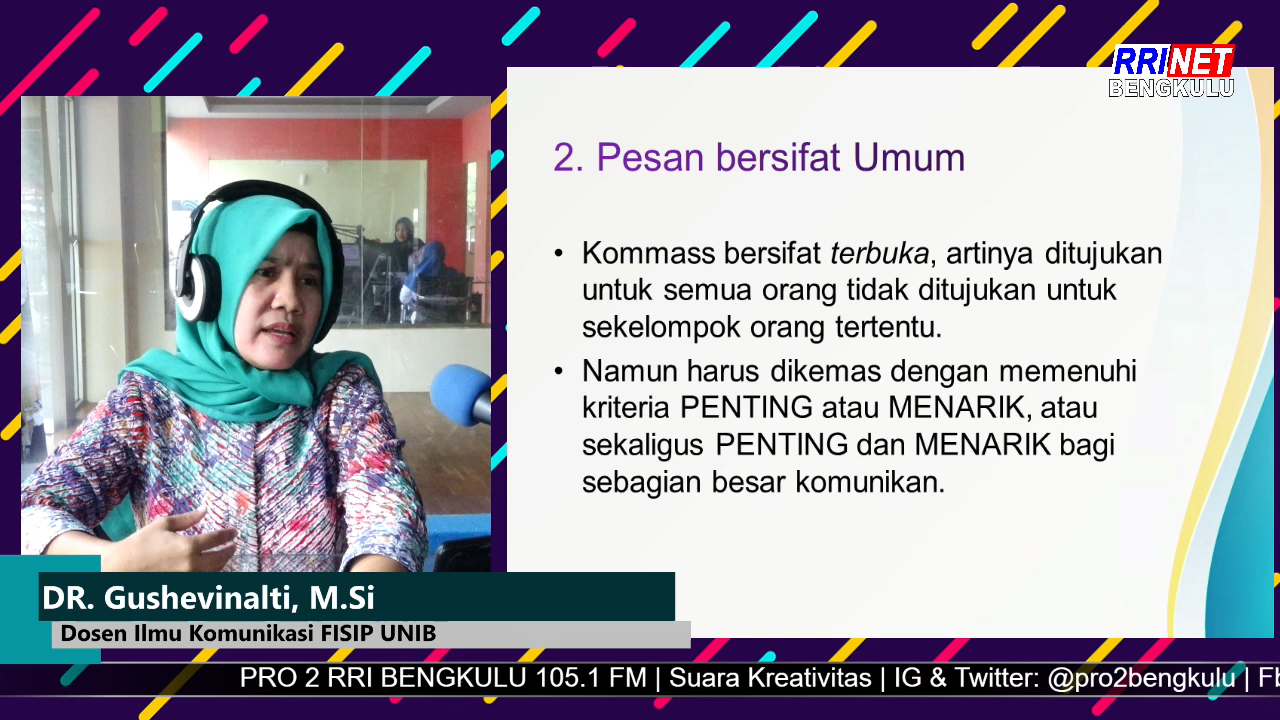 RRINET
BENGKULU
2. Pesan bersifat Umum
• Kommass bersifat terbuka, artinya ditujukan
untuk semua orang tidak ditujukan untuk
sekelompok orang tertentu.
• Namun harus dikemas dengan memenuhi
kriteria PENTING atau MENARIK, atau
sekaligus PENTING dan MENARIK bagi
sebagian besar komunikan.
DR. Gushevinalti, M.Si
Dosen Ilmu Komunikasi FISIP UNIB
PRO 2 RRI BENGKULU 105.1 FM | Suara Kreativitas | IG & Twitter: @pro2bengkulu | Fb